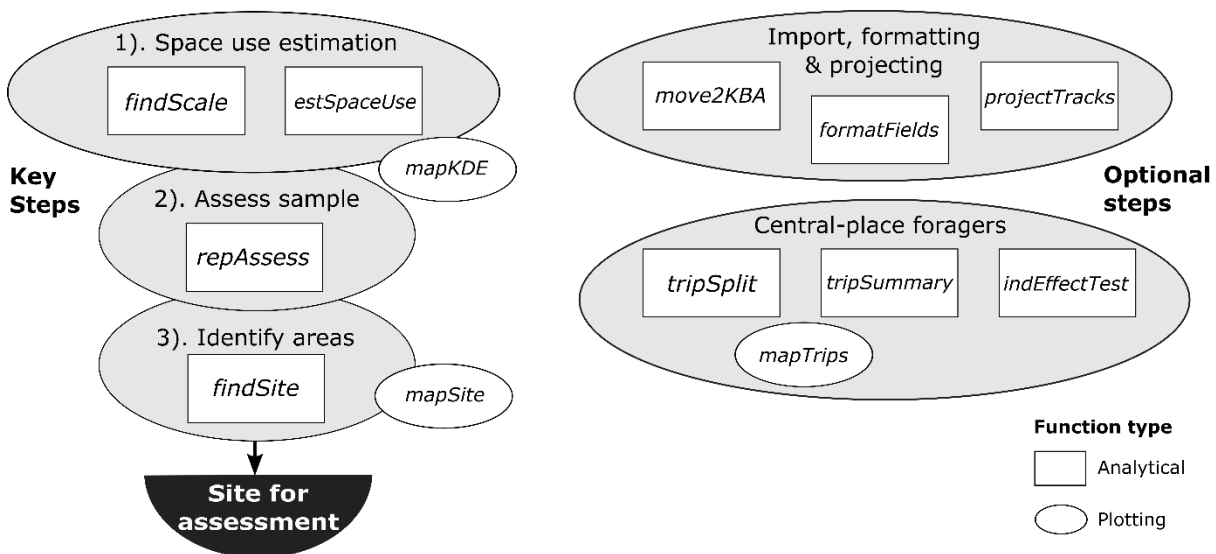 1). Space use estimation
findScale
estSpaceUse
mapKDE
Key
Steps
2). Assess sample
repAssess
3). Identify areas
findSite
mapSite
Site for
assessment
Import, formatting
& projecting
move2KBA
formatFields
projectTracks
Optional
steps
Central-place foragers
tripSplit
tripSummary
indEffectTest
mapTrips
Function type
Analytical
Plotting